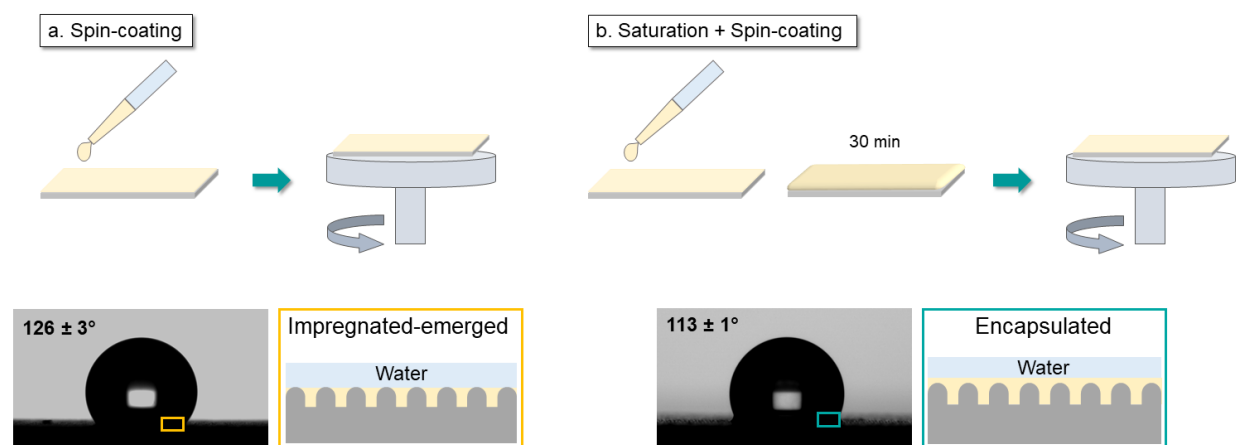 a. Spin-coating
b. Saturation + Spin-coating
30 min
126 ± 3°
Impregnated-emerged
Water
113 ± 1°
Encapsulated
Water